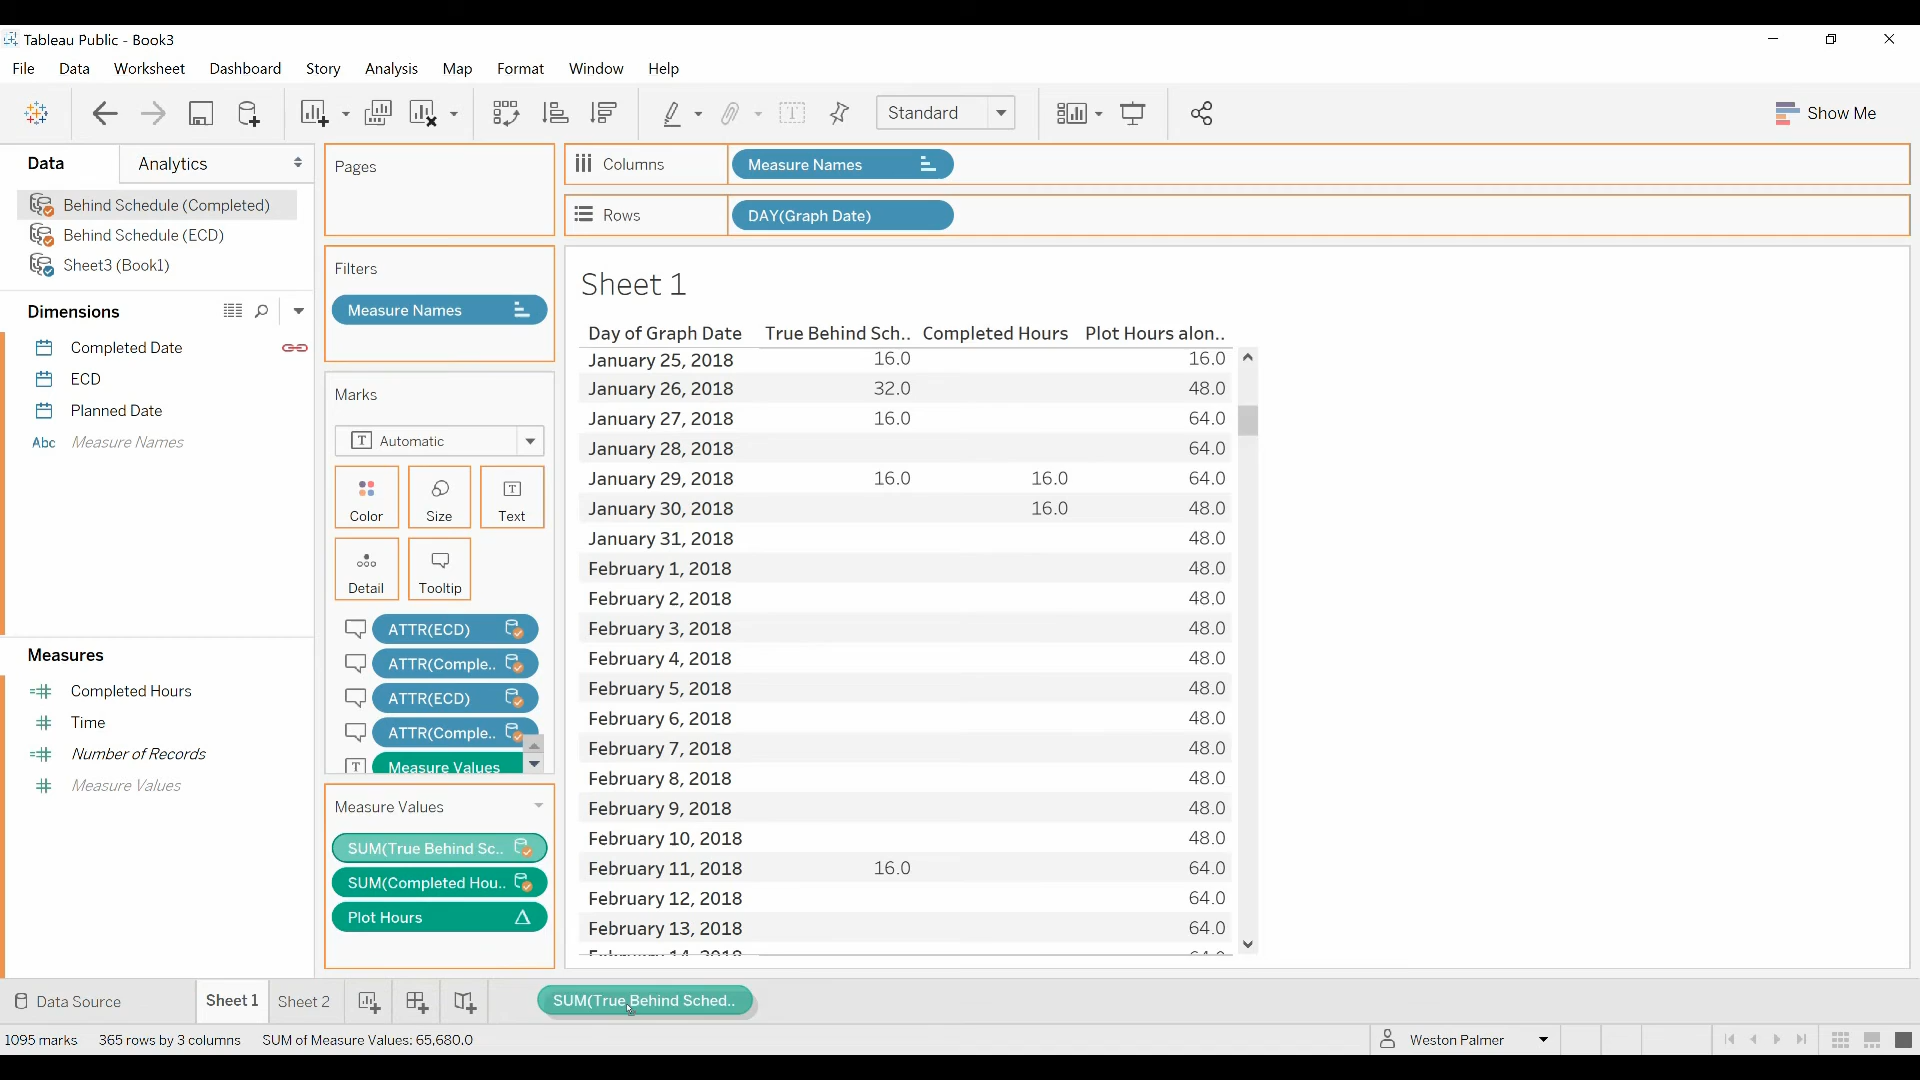 Tableau Public - Book3
File Data Worksheet Dashboard Story Analysis Map Format Window Help
Standard
Show Me
Data Analytics
Behind Schedule (Completed)
Behind Schedule (ECD)
Sheet3 (Book1)
Dimensions
Completed Date
ECD
Planned Date
Abc Measure Names
Measures
Completed Hours
Time
Number of Records
Measure Values
Pages
Filters
Measure Names
Marks
T Automatic
Color Size Text
Detail Tooltip
ATTR(ECD)
ATTR(Comple..
ATTR(ECD)
ATTR(Comple..
Measure Values
Measure Values
SUM(True Behind Sc..
SUM(Completed Hou..
Plot Hours
Columns Measure Names
Rows DAY(Graph Date)
Sheet 1
Day of Graph Date True Behind Sch.. Completed Hours Plot Hours alon..
January 25, 2018 16.0 16.0
January 26, 2018 32.0 48.0
January 27, 2018 16.0 64.0
January 28, 2018 64.0
January 29, 2018 16.0 16.0 64.0
January 30, 2018 16.0 48.0
January 31, 2018 48.0
February 1, 2018 48.0
February 2, 2018 48.0
February 3, 2018 48.0
February 4, 2018 48.0
February 5, 2018 48.0
February 6, 2018 48.0
February 7, 2018 48.0
February 8, 2018 48.0
February 9, 2018 48.0
February 10, 2018 48.0
February 11, 2018 16.0 64.0
February 12, 2018 64.0
February 13, 2018 64.0
Data Source Sheet 1 Sheet 2 SUM(True Behind Sched..
1095 marks 365 rows by 3 columns SUM of Measure Values: 65,680.0 Weston Palmer